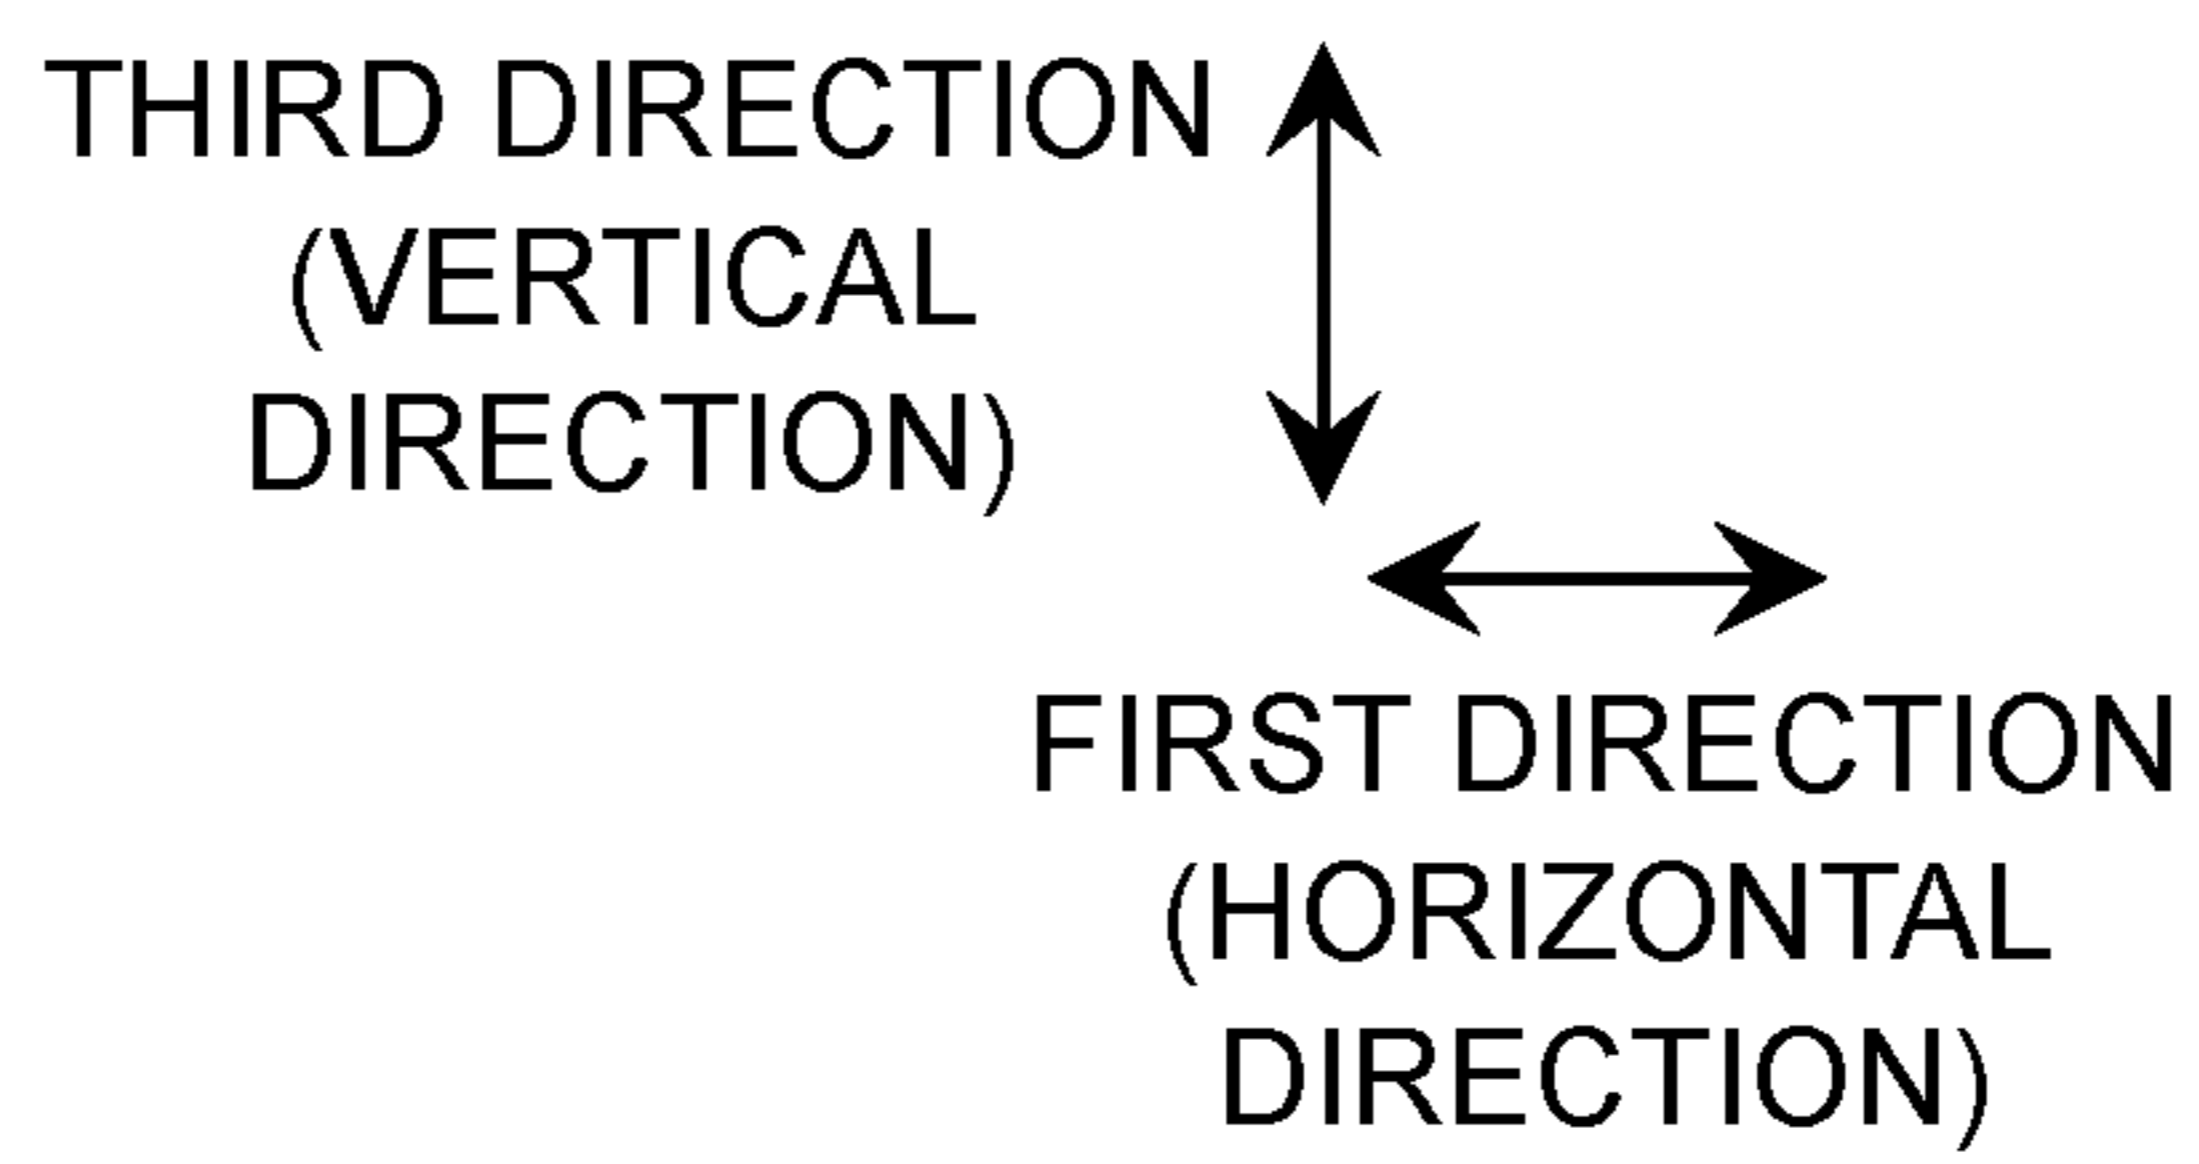 THIRD DIRECTION
(VERTICAL
DIRECTION)
FIRST DIRECTION
(HORIZONTAL
DIRECTION)